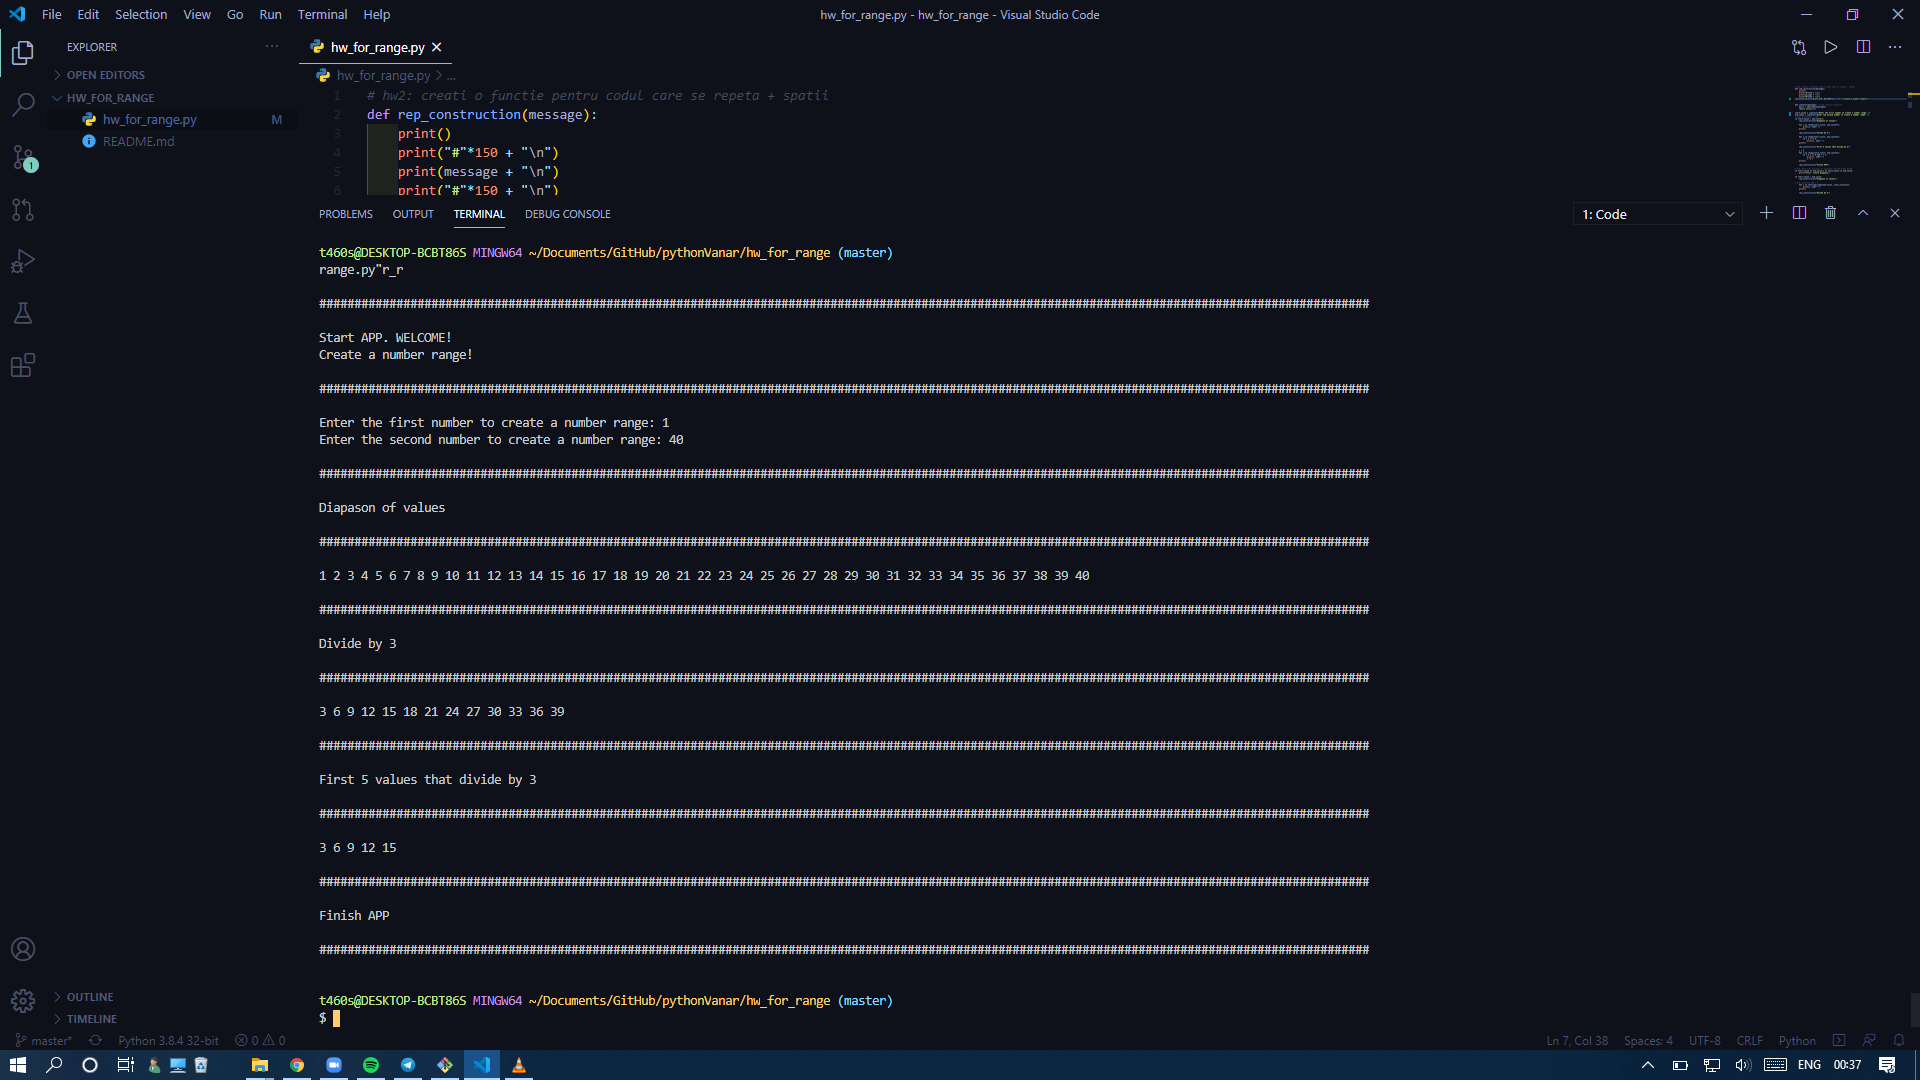 File Edit Selection View Go Run Terminal Help
hw_for_range.py - hw_for_range - Visual Studio Code
EXPLORER
OPEN EDITORS
HW_FOR_RANGE
hw_for_range.py M
README.md
1
hw_for_range.py
hw_for_range.py > ...
1 # hw2: creati o functie pentru codul care se repeta + spatii
2 def rep_construction(message):
3 print()
4 print("#"*150 + "\n")
5 print(message + "\n")
6 print("#"*150 + "\n")
PROBLEMS OUTPUT TERMINAL DEBUG CONSOLE
1: Code
t460s@DESKTOP-BCBT86S MINGW64 ~/Documents/GitHub/pythonVanar/hw_for_range (master)
range.py"r_r
######################################################################################################################################################
Start APP. WELCOME!
Create a number range!
######################################################################################################################################################
Enter the first number to create a number range: 1
Enter the second number to create a number range: 40
######################################################################################################################################################
Diapason of values
######################################################################################################################################################
1 2 3 4 5 6 7 8 9 10 11 12 13 14 15 16 17 18 19 20 21 22 23 24 25 26 27 28 29 30 31 32 33 34 35 36 37 38 39 40
######################################################################################################################################################
Divide by 3
######################################################################################################################################################
3 6 9 12 15 18 21 24 27 30 33 36 39
######################################################################################################################################################
First 5 values that divide by 3
######################################################################################################################################################
3 6 9 12 15
######################################################################################################################################################
Finish APP
######################################################################################################################################################
t460s@DESKTOP-BCBT86S MINGW64 ~/Documents/GitHub/pythonVanar/hw_for_range (master)
$
OUTLINE
TIMELINE
master* Python 3.8.4 32-bit 0 0
Ln 7, Col 38 Spaces: 4 UTF-8 CRLF Python
ENG 00:37